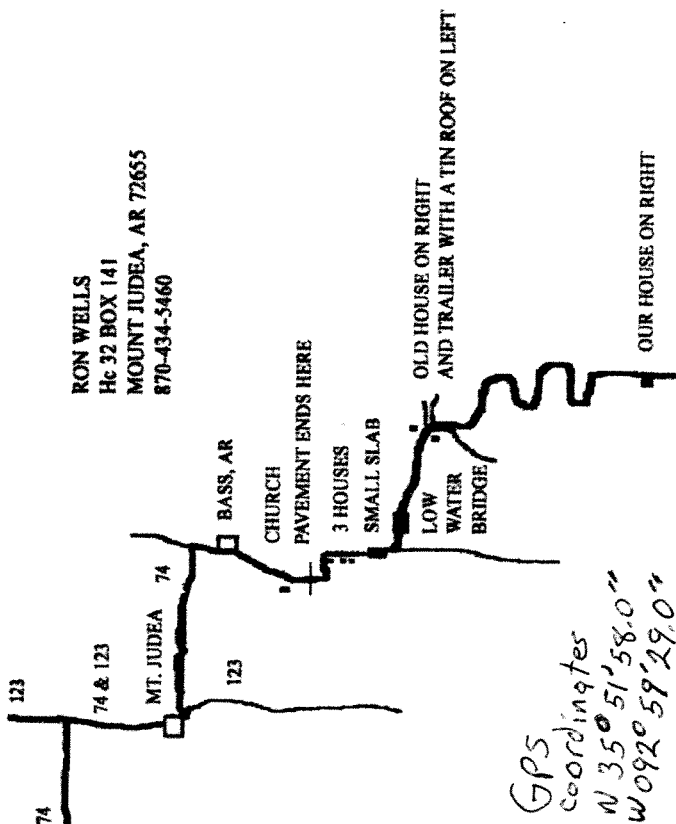 RON WELLS
Hc 32 BOX 141
MOUNT JUDEA, AR 72655
870-434-5460
123
74
74 & 123
MT. JUDEA
74
123
BASS, AR
CHURCH
PAVEMENT ENDS HERE
3 HOUSES
SMALL SLAB
LOW
WATER
BRIDGE
OLD HOUSE ON RIGHT
AND TRAILER WITH A TIN ROOF ON LEFT
OUR HOUSE ON RIGHT
GPS
coordinates
N 35° 51' 58.0"
W 092° 59' 29.0"